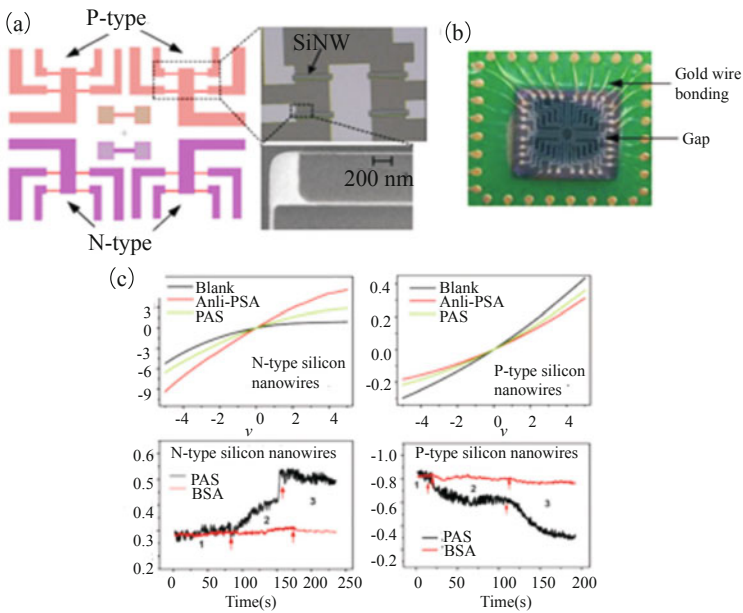 (a)
P-type
SiNW
200 nm
N-type
(b)
Gold wire
bonding
Gap
(c)
Blank
Anli-PSA
PAS
3
0
-3
-6
-9
N-type silicon
nanowires
-4
-2
0
2
4
v
Blank
Anli-PSA
PAS
0.4
0.0
-0.2
P-type silicon
nanowires
-4
-2
0
2
4
v
N-type silicon nanowires
0.6
0.5
0.4
0.3
0.2
PAS
BSA
1
2
3
0
50
100
150
200
250
Time(s)
P-type silicon nanowires
-1.0
-0.8
-0.6
-0.4
-0.2
1
2
3
PAS
BSA
0
50
100
150
200
Time(s)